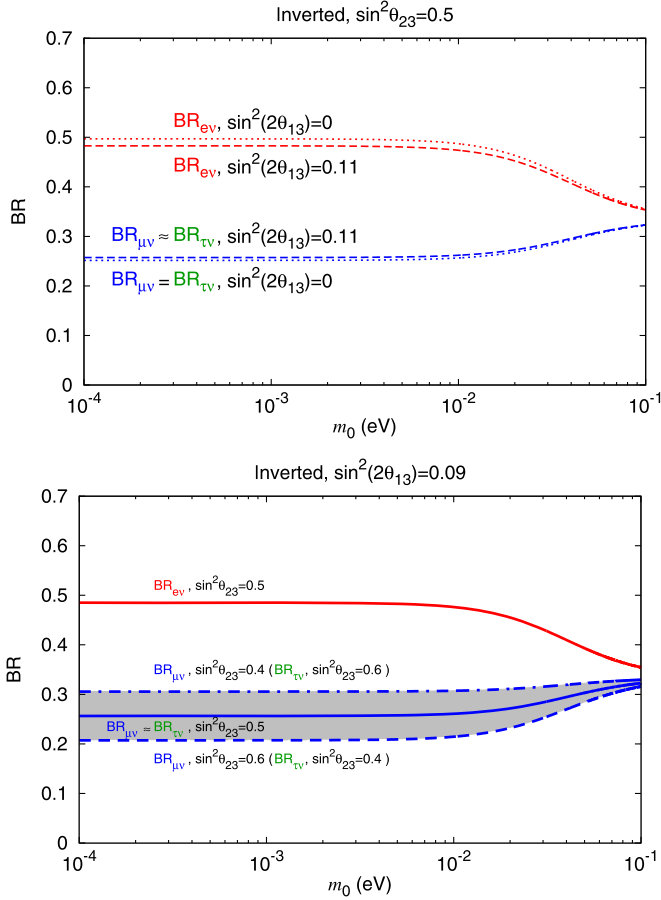 Inverted, sin²θ₂₃=0.5
0.7
0.6
0.5
0.4
0.3
0.2
0.1
0
BR
BR_eν, sin²(2θ₁₃)=0
BR_eν, sin²(2θ₁₃)=0.11
BR_μν ≈ BR_τν, sin²(2θ₁₃)=0.11
BR_μν = BR_τν, sin²(2θ₁₃)=0
10⁻⁴ 10⁻³ 10⁻² 10⁻¹
m₀ (eV)
Inverted, sin²(2θ₁₃)=0.09
0.7
0.6
0.5
0.4
0.3
0.2
0.1
0
BR
BR_eν, sin²θ₂₃=0.5
BR_μν, sin²θ₂₃=0.4 (BR_τν, sin²θ₂₃=0.6 )
BR_μν ≃ BR_τν, sin²θ₂₃=0.5
BR_μν, sin²θ₂₃=0.6 (BR_τν, sin²θ₂₃=0.4 )
10⁻⁴ 10⁻³ 10⁻² 10⁻¹
m₀ (eV)